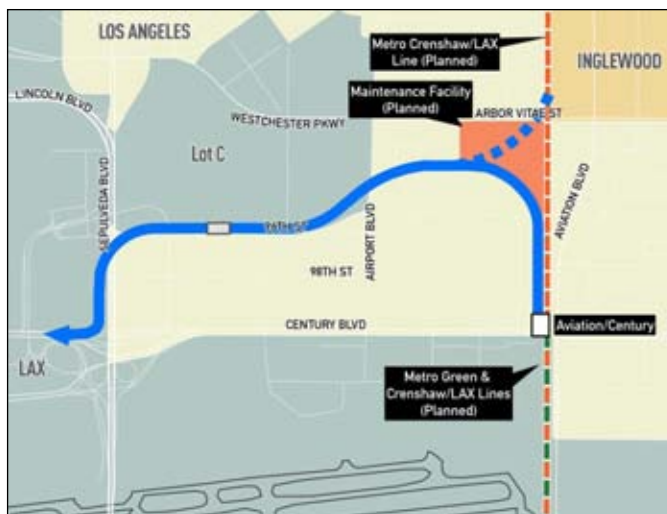 LOS ANGELES
Metro Crenshaw/LAX
Line (Planned)
INGLEWOOD
Maintenance Facility
(Planned)
LINCOLN BLVD
ARBOR VITAE ST
WESTCHESTER PKWY
Lot C
SEPULVEDA BLVD
96TH ST
AIRPORT BLVD
AVIATION BLVD
98TH ST
CENTURY BLVD
Aviation/Century
LAX
Metro Green &
Crenshaw/LAX Lines
(Planned)